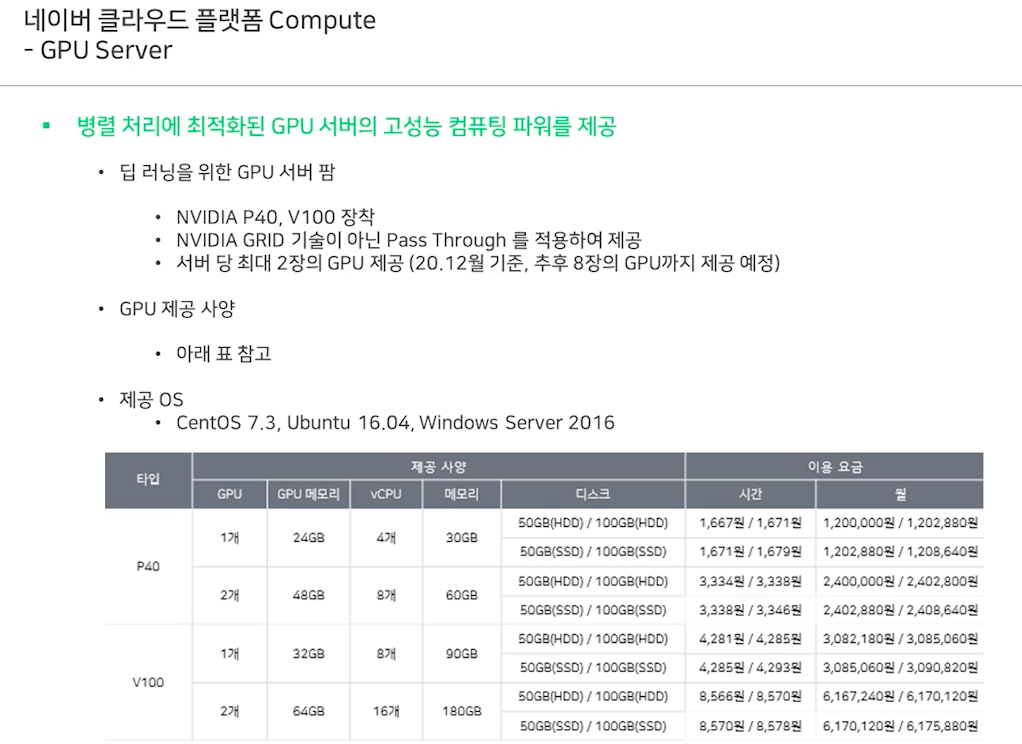 네이버 클라우드 플랫폼 Compute
- GPU Server
▪ 병렬 처리에 최적화된 GPU 서버의 고성능 컴퓨팅 파워를 제공
• 딥 러닝을 위한 GPU 서버 팜
• NVIDIA P40, V100 장착
• NVIDIA GRID 기술이 아닌 Pass Through 를 적용하여 제공
• 서버 당 최대 2장의 GPU 제공 (20.12월 기준, 추후 8장의 GPU까지 제공 예정)
• GPU 제공 사양
• 아래 표 참고
• 제공 OS
• CentOS 7.3, Ubuntu 16.04, Windows Server 2016
타입 제공 사양 이용 요금
GPU GPU 메모리 vCPU 메모리 디스크 시간 월
P40 1개 24GB 4개 30GB 50GB(HDD) / 100GB(HDD) 1,667원 / 1,671원 1,200,000원 / 1,202,880원
50GB(SSD) / 100GB(SSD) 1,671원 / 1,679원 1,202,880원 / 1,208,640원
2개 48GB 8개 60GB 50GB(HDD) / 100GB(HDD) 3,334원 / 3,338원 2,400,000원 / 2,402,800원
50GB(SSD) / 100GB(SSD) 3,338원 / 3,346원 2,402,880원 / 2,408,640원
V100 1개 32GB 8개 90GB 50GB(HDD) / 100GB(HDD) 4,281원 / 4,285원 3,082,180원 / 3,085,060원
50GB(SSD) / 100GB(SSD) 4,285원 / 4,293원 3,085,060원 / 3,090,820원
2개 64GB 16개 180GB 50GB(HDD) / 100GB(HDD) 8,566원 / 8,570원 6,167,240원 / 6,170,120원
50GB(SSD) / 100GB(SSD) 8,570원 / 8,578원 6,170,120원 / 6,175,880원